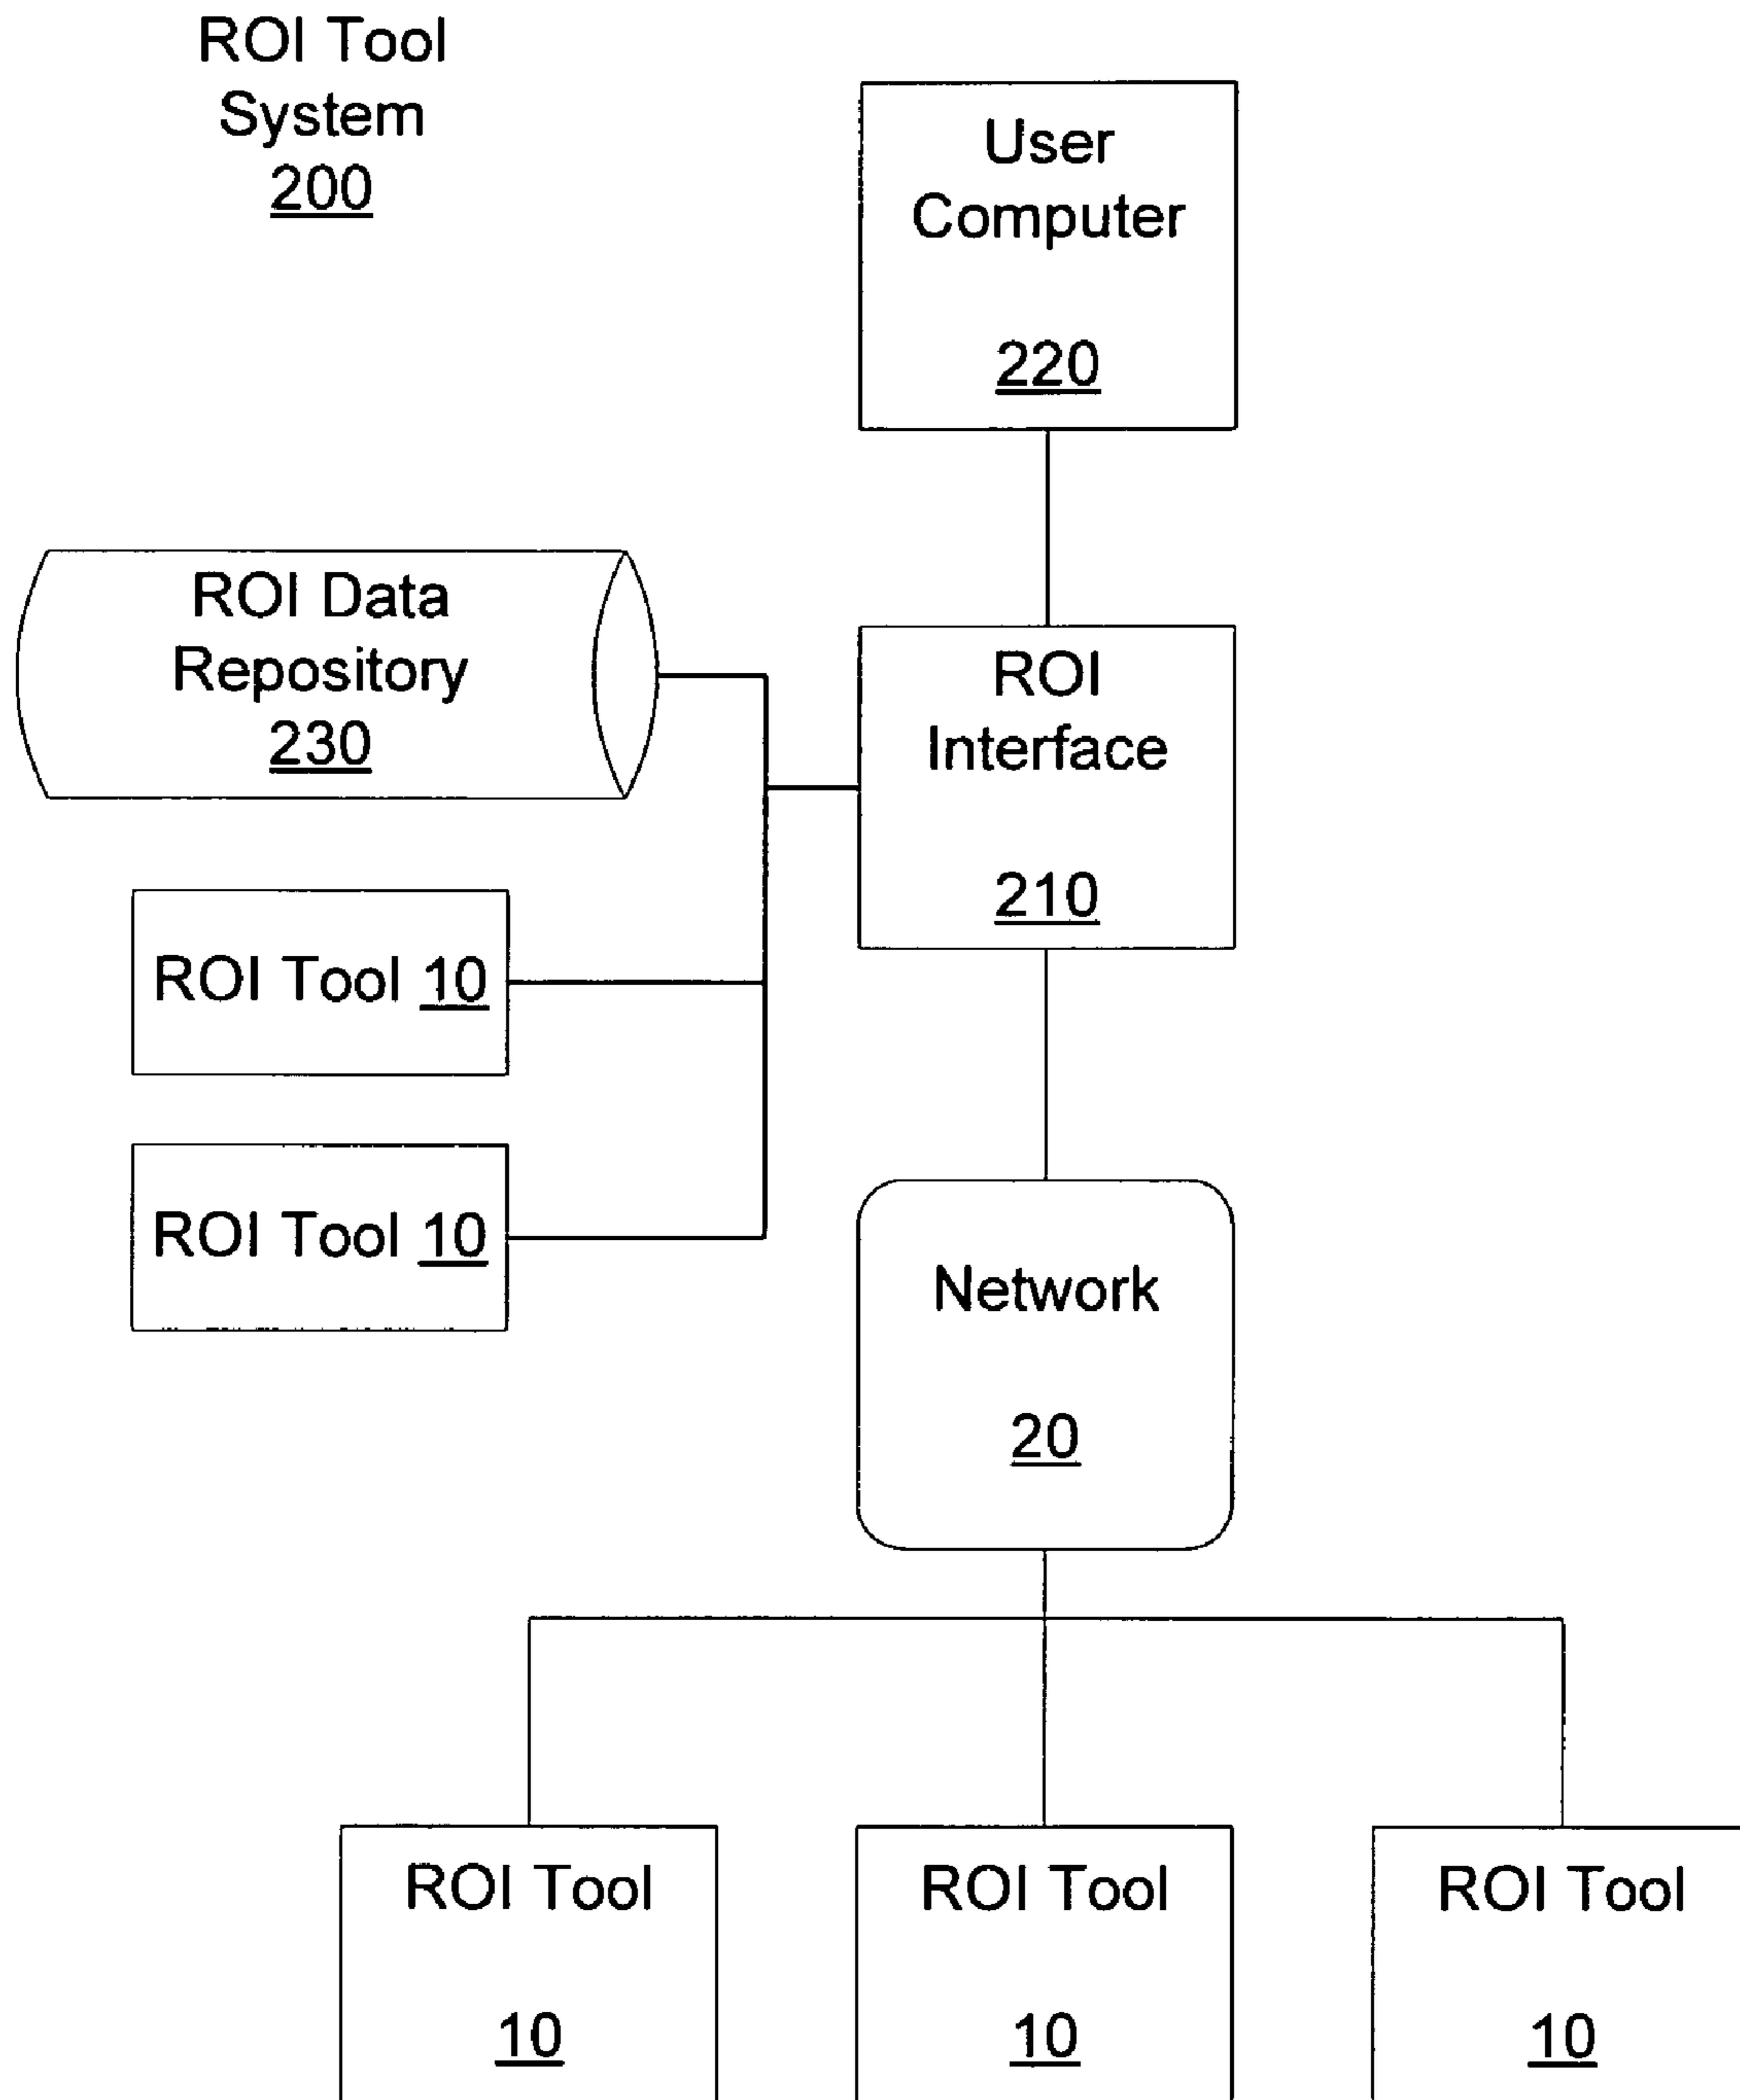 ROI Tool
System
200
User
Computer
220
ROI Data
Repository
230
ROI
Interface
210
ROI Tool 10
ROI Tool 10
Network
20
ROI Tool
10
ROI Tool
10
ROI Tool
10